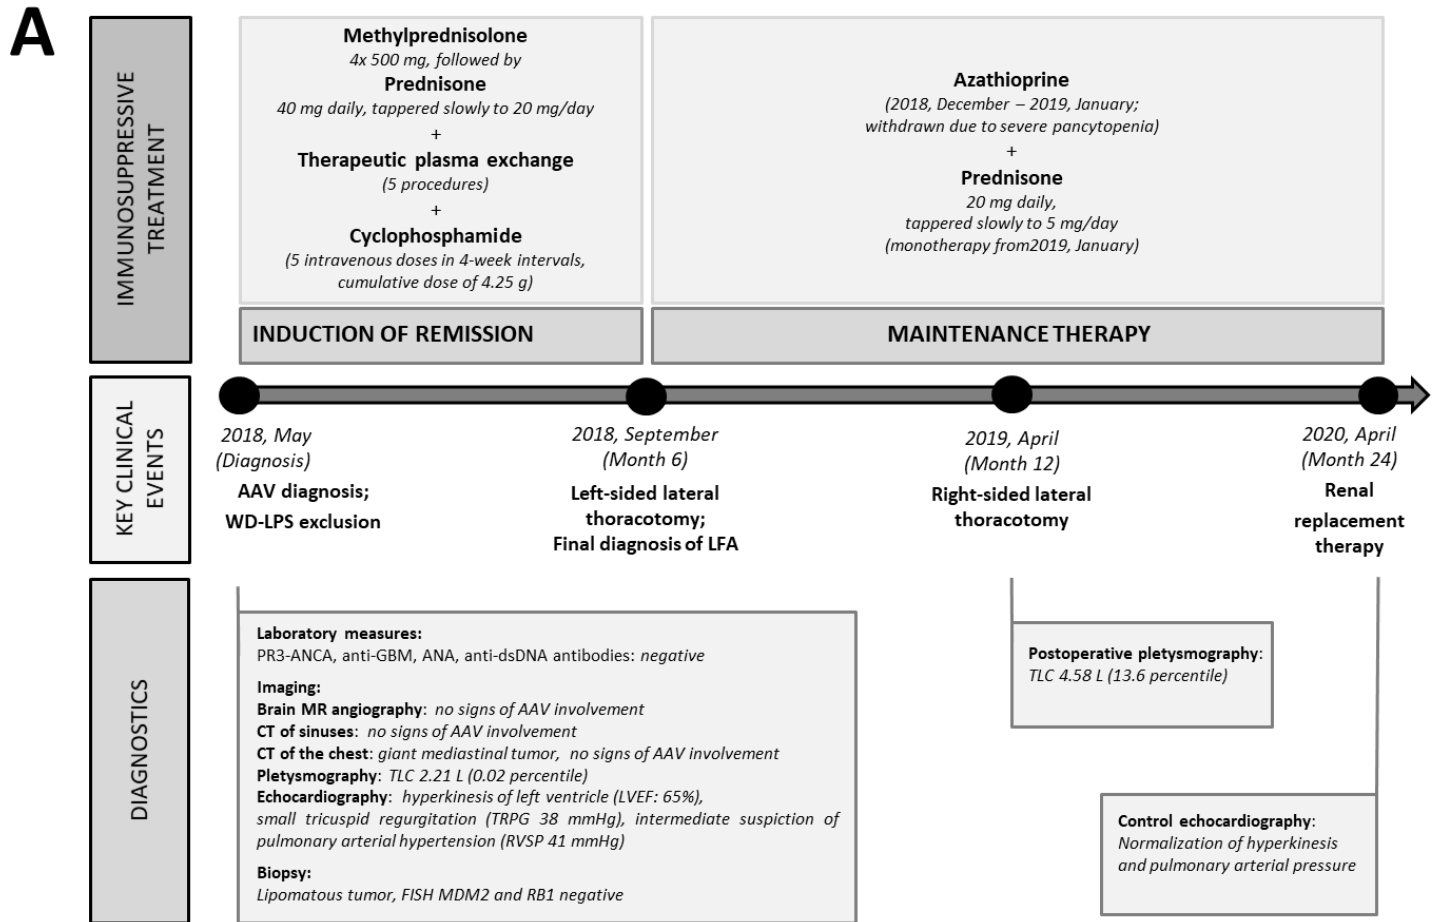 A
IMMUNOSUPPRESSIVE
TREATMENT
Methylprednisolone
4x 500 mg, followed by
Prednisone
40 mg daily, tappered slowly to 20 mg/day
+
Therapeutic plasma exchange
(5 procedures)
+
Cyclophosphamide
(5 intravenous doses in 4-week intervals,
cumulative dose of 4.25 g)
Azathioprine
(2018, December – 2019, January;
withdrawn due to severe pancytopenia)
+
Prednisone
20 mg daily,
tappered slowly to 5 mg/day
(monotherapy from2019, January)
INDUCTION OF REMISSION
MAINTENANCE THERAPY
KEY CLINICAL
EVENTS
2018, May
(Diagnosis)
AAV diagnosis;
WD-LPS exclusion
2018, September
(Month 6)
Left-sided lateral
thoracotomy;
Final diagnosis of LFA
2019, April
(Month 12)
Right-sided lateral
thoracotomy
2020, April
(Month 24)
Renal
replacement
therapy
DIAGNOSTICS
Laboratory measures:
PR3-ANCA, anti-GBM, ANA, anti-dsDNA antibodies: negative
Imaging:
Brain MR angiography: no signs of AAV involvement
CT of sinuses: no signs of AAV involvement
CT of the chest: giant mediastinal tumor, no signs of AAV involvement
Pletysmography: TLC 2.21 L (0.02 percentile)
Echocardiography: hyperkinesis of left ventricle (LVEF: 65%),
small tricuspid regurgitation (TRPG 38 mmHg), intermediate suspicion of
pulmonary arterial hypertension (RVSP 41 mmHg)
Biopsy:
Lipomatous tumor, FISH MDM2 and RB1 negative
Postoperative pletysmography:
TLC 4.58 L (13.6 percentile)
Control echocardiography:
Normalization of hyperkinesis
and pulmonary arterial pressure